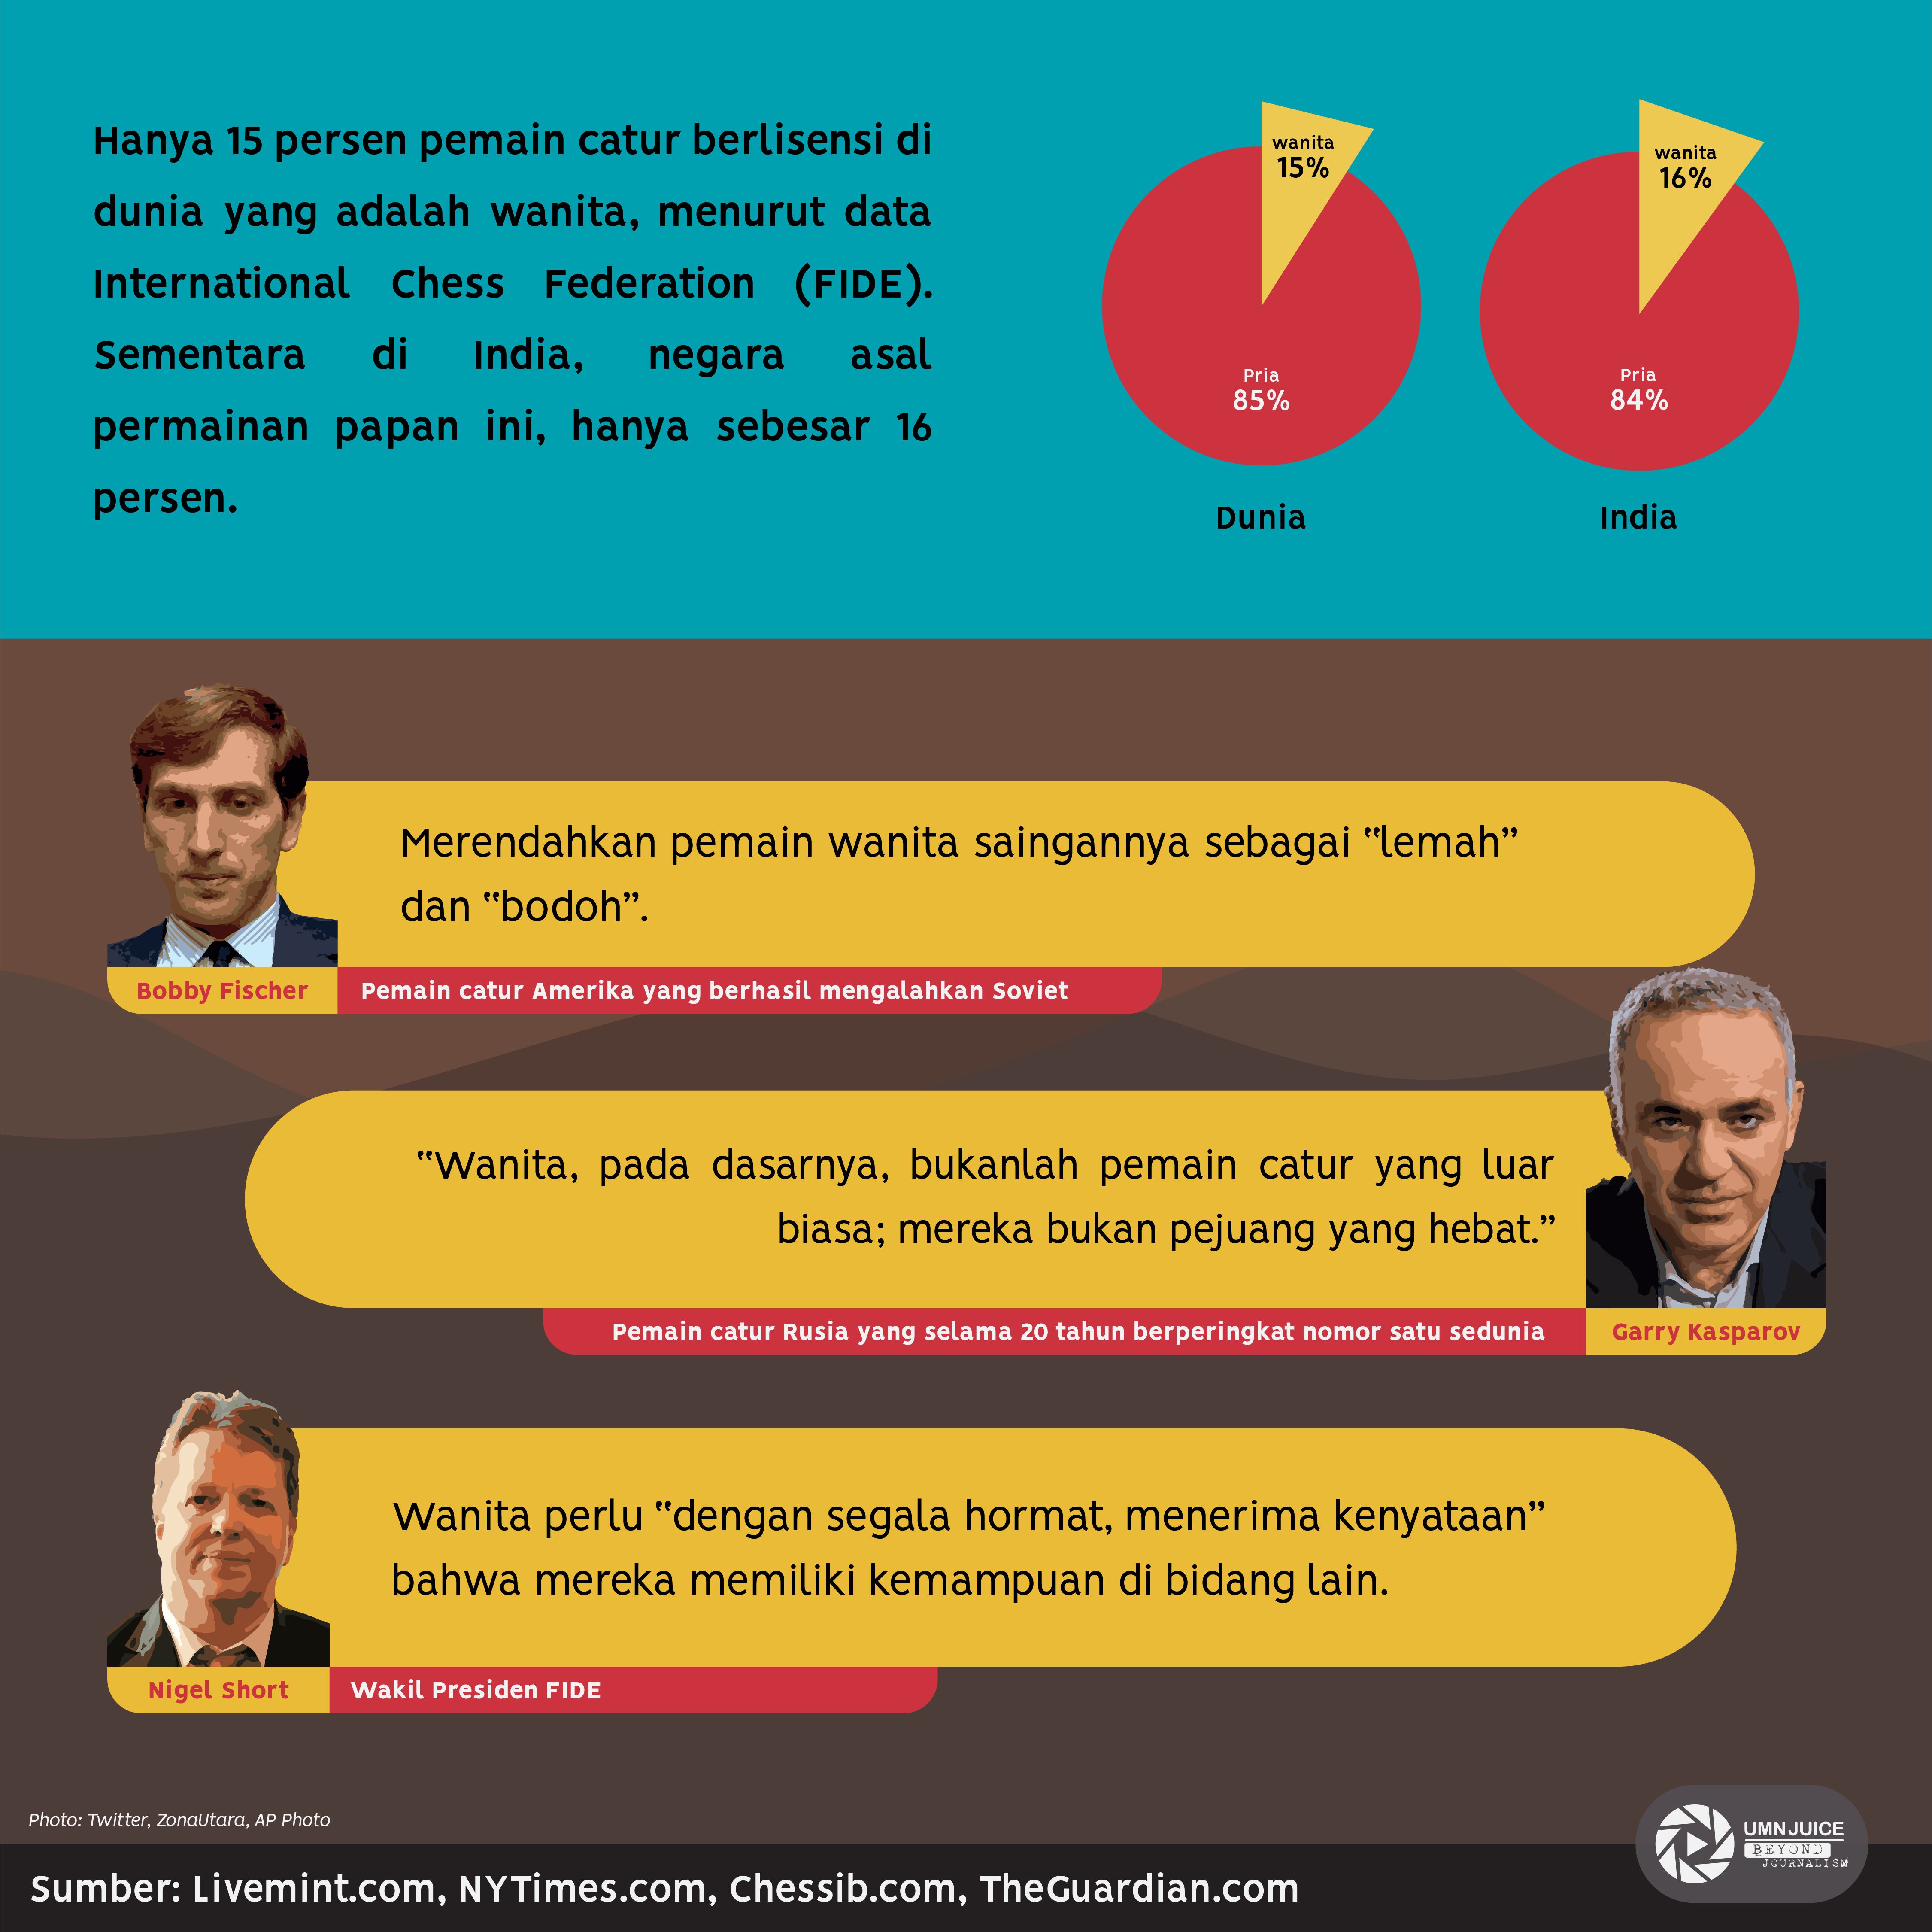 Hanya 15 persen pemain catur berlisensi di
dunia yang adalah wanita, menurut data
International Chess Federation (FIDE).
Sementara di India, negara asal
permainan papan ini, hanya sebesar 16
persen.
wanita
15%
Pria
85%
Dunia
wanita
16%
Pria
84%
India
Merendahkan pemain wanita saingannya sebagai “lemah”
dan “bodoh”.
Bobby Fischer
Pemain catur Amerika yang berhasil mengalahkan Soviet
“Wanita, pada dasarnya, bukanlah pemain catur yang luar
biasa; mereka bukan pejuang yang hebat.”
Pemain catur Rusia yang selama 20 tahun berperingkat nomor satu sedunia
Garry Kasparov
Wanita perlu “dengan segala hormat, menerima kenyataan”
bahwa mereka memiliki kemampuan di bidang lain.
Nigel Short
Wakil Presiden FIDE
Photo: Twitter, ZonaUtara, AP Photo
Sumber: Livemint.com, NYTimes.com, Chessib.com, TheGuardian.com
UMNJUICE
BEYOND
JOURNALISM